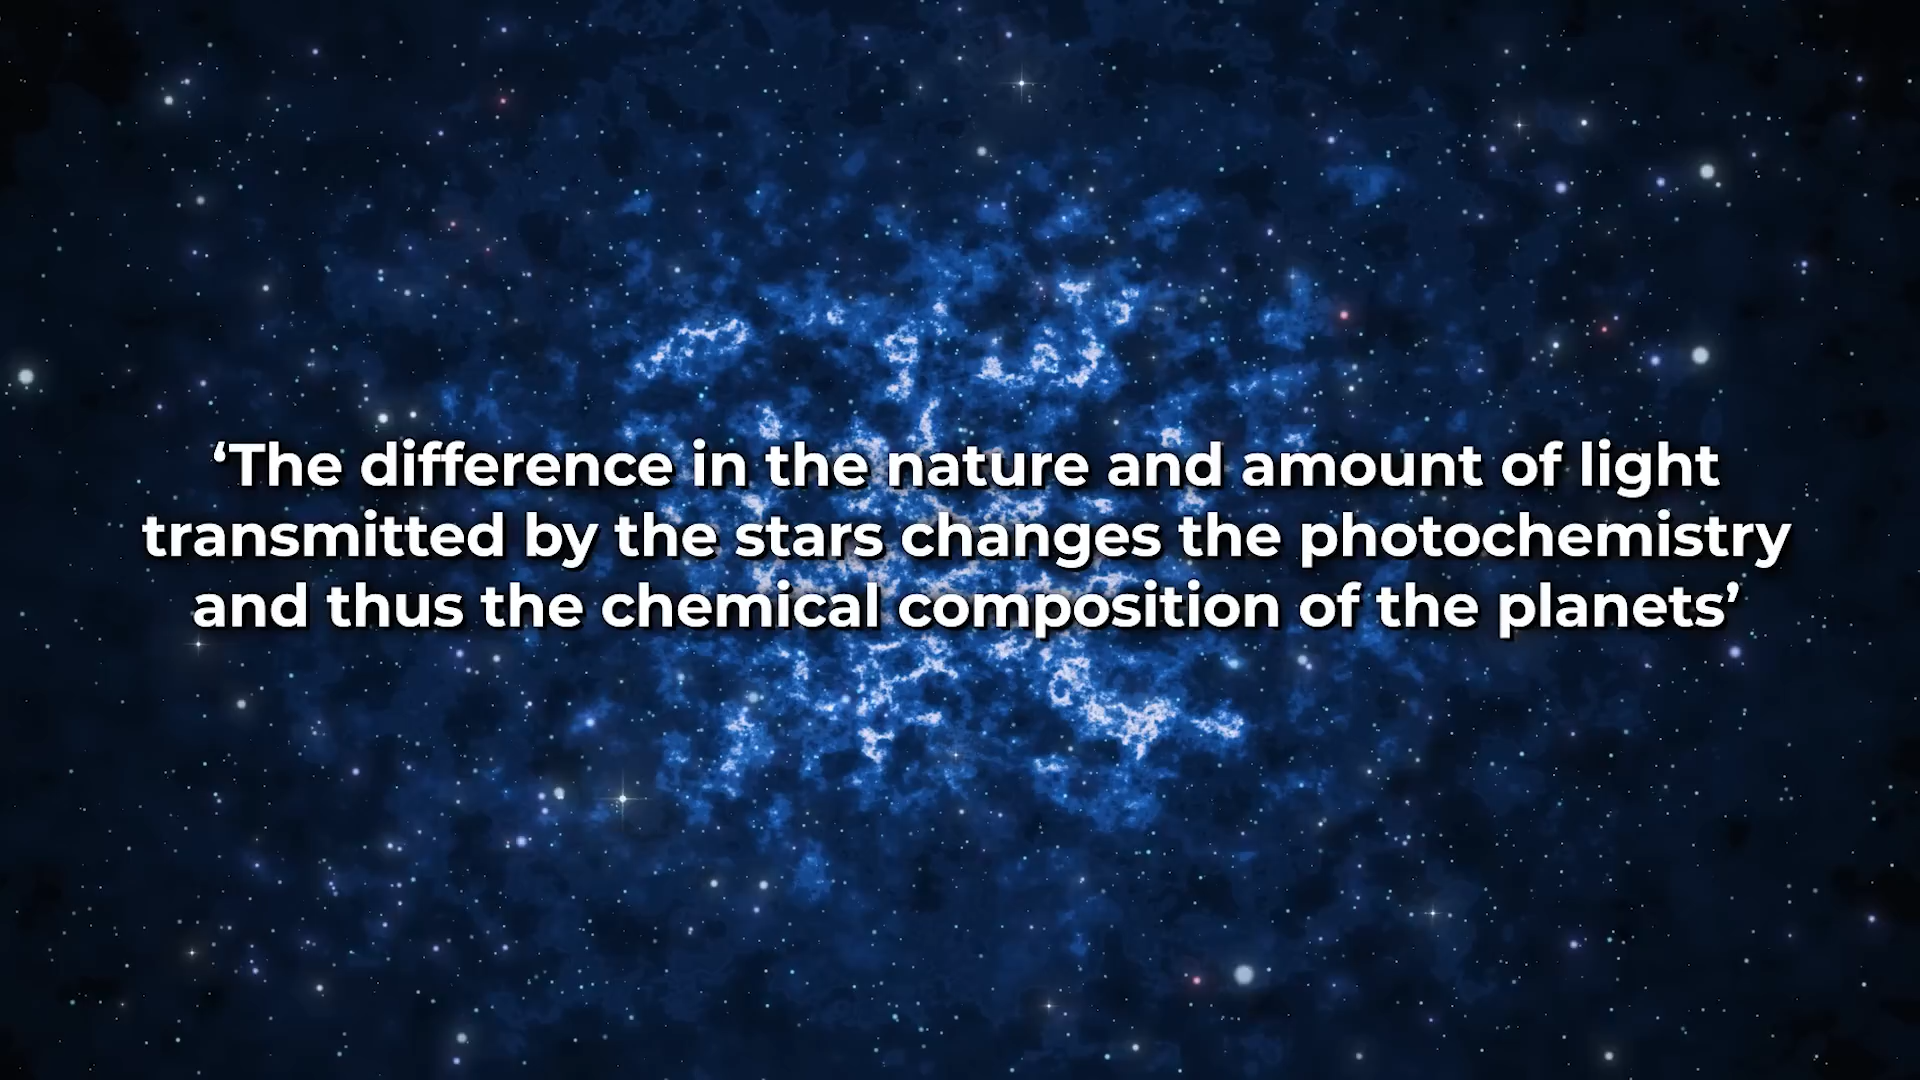 ‘The difference in the nature and amount of light
transmitted by the stars changes the photochemistry
and thus the chemical composition of the planets’